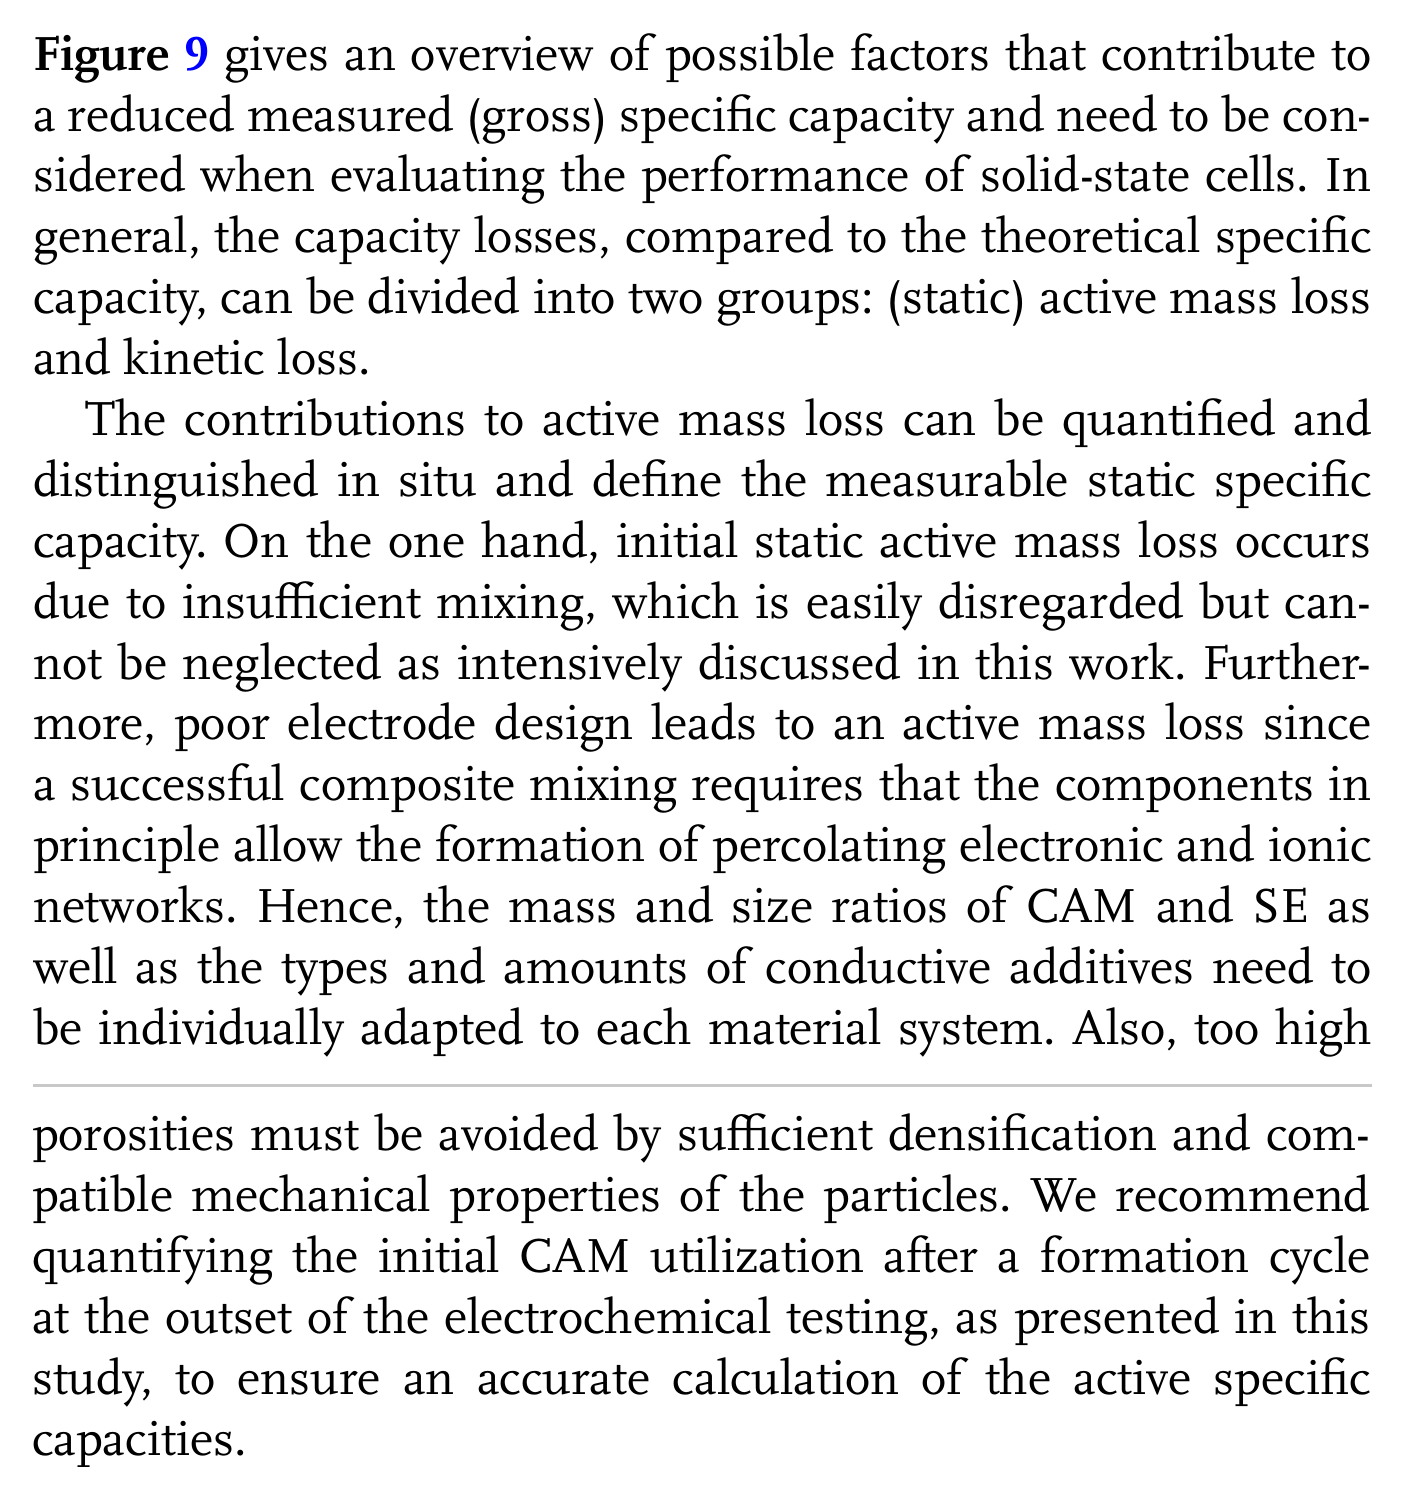 Figure 9 gives an overview of possible factors that contribute to
a reduced measured (gross) specific capacity and need to be con-
sidered when evaluating the performance of solid-state cells. In
general, the capacity losses, compared to the theoretical specific
capacity, can be divided into two groups: (static) active mass loss
and kinetic loss.
The contributions to active mass loss can be quantified and
distinguished in situ and define the measurable static specific
capacity. On the one hand, initial static active mass loss occurs
due to insufficient mixing, which is easily disregarded but can-
not be neglected as intensively discussed in this work. Further-
more, poor electrode design leads to an active mass loss since
a successful composite mixing requires that the components in
principle allow the formation of percolating electronic and ionic
networks. Hence, the mass and size ratios of CAM and SE as
well as the types and amounts of conductive additives need to
be individually adapted to each material system. Also, too high
porosities must be avoided by sufficient densification and com-
patible mechanical properties of the particles. We recommend
quantifying the initial CAM utilization after a formation cycle
at the outset of the electrochemical testing, as presented in this
study, to ensure an accurate calculation of the active specific
capacities.